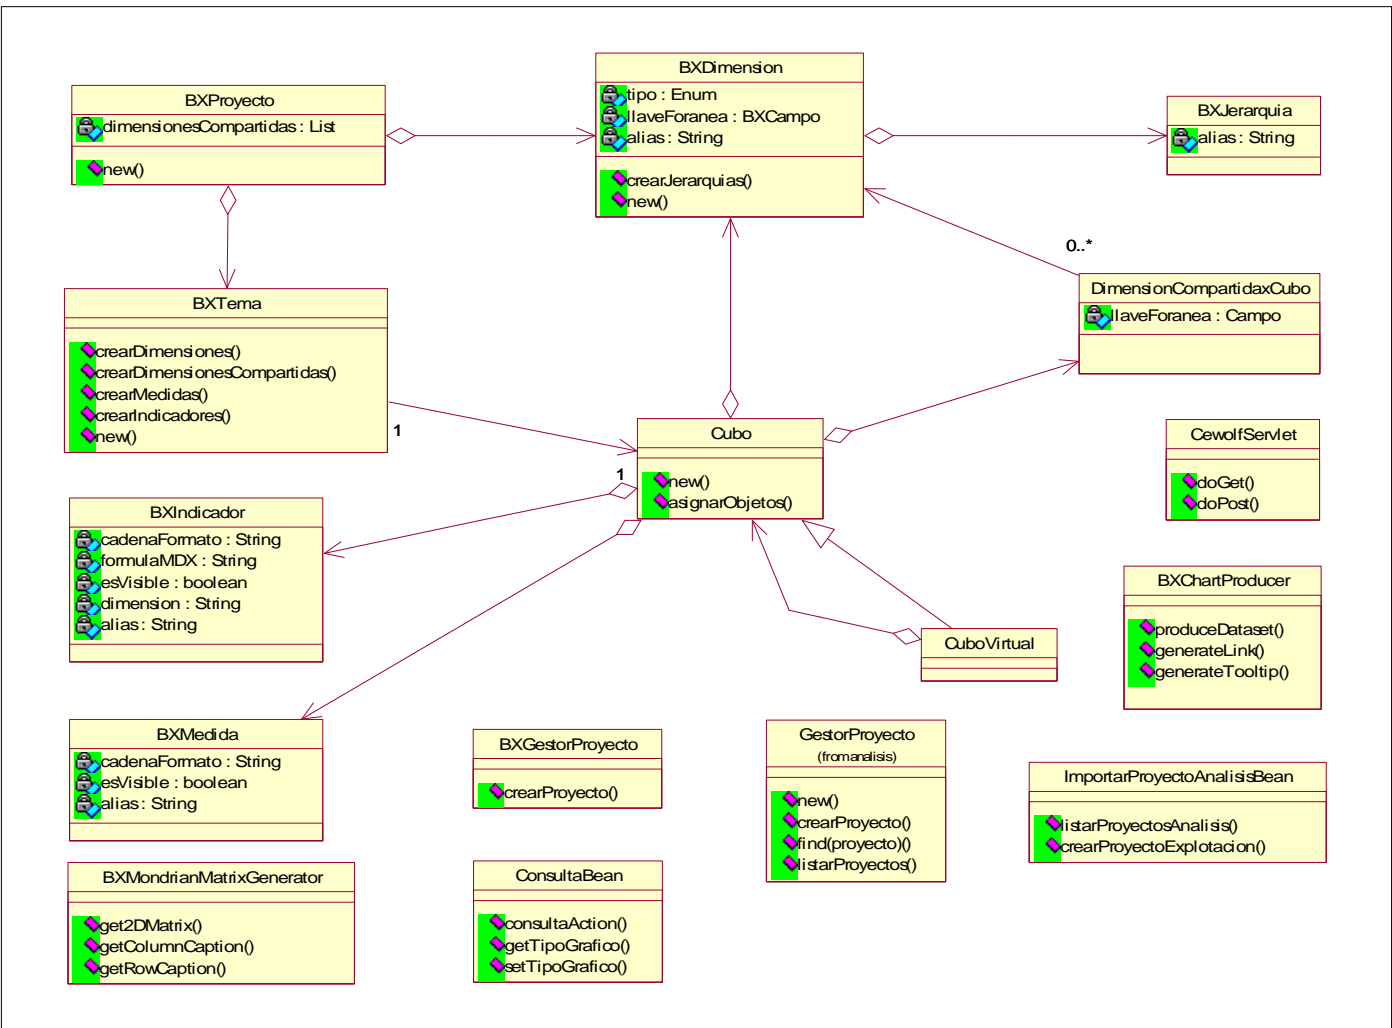 BXProyecto
dimensionesCompartidas : List
new()
BXDimension
tipo : Enum
llaveForanea : BXCampo
alias : String
crearJerarquias()
new()
BXJerarquia
alias : String
0..*
DimensionCompartidaxCubo
llaveForanea : Campo
BXTema
crearDimensiones()
crearDimensionesCompartidas()
crearMedidas()
crearIndicadores()
new()
1
Cubo
new()
asignarObjetos()
1
CewolfServlet
doGet()
doPost()
BXIndicador
cadenaFormato : String
formulaMDX : String
esVisible : boolean
dimension : String
alias : String
BXChartProducer
produceDataset()
generateLink()
generateTooltip()
CuboVirtual
BXMedida
cadenaFormato : String
esVisible : boolean
alias : String
BXGestorProyecto
crearProyecto()
GestorProyecto
(from analisis)
new()
crearProyecto()
find(proyecto)()
listarProyectos()
ImportarProyectoAnalisisBean
listarProyectosAnalisis()
crearProyectoExplotacion()
BXMondrianMatrixGenerator
get2DMatrix()
getColumnCaption()
getRowCaption()
ConsultaBean
consultaAction()
getTipoGrafico()
setTipoGrafico()